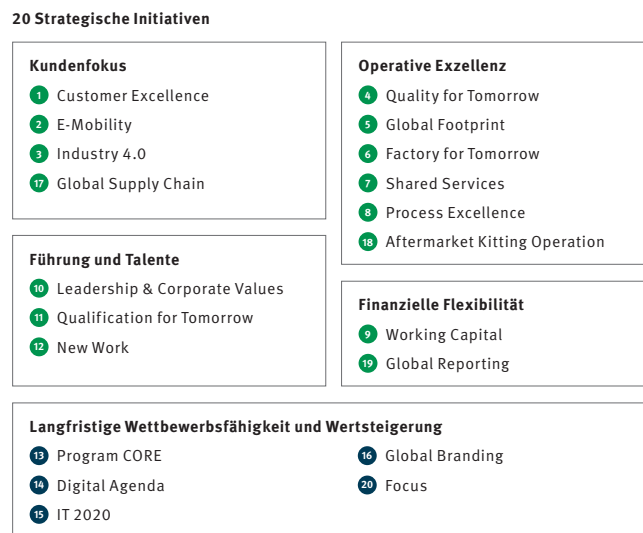 20 Strategische Initiativen
Kundenfokus
1 Customer Excellence
2 E-Mobility
3 Industry 4.0
17 Global Supply Chain
Operative Exzellenz
4 Quality for Tomorrow
5 Global Footprint
6 Factory for Tomorrow
7 Shared Services
8 Process Excellence
18 Aftermarket Kitting Operation
Führung und Talente
10 Leadership & Corporate Values
11 Qualification for Tomorrow
12 New Work
Finanzielle Flexibilität
9 Working Capital
19 Global Reporting
Langfristige Wettbewerbsfähigkeit und Wertsteigerung
13 Program CORE
14 Digital Agenda
15 IT 2020
16 Global Branding
20 Focus